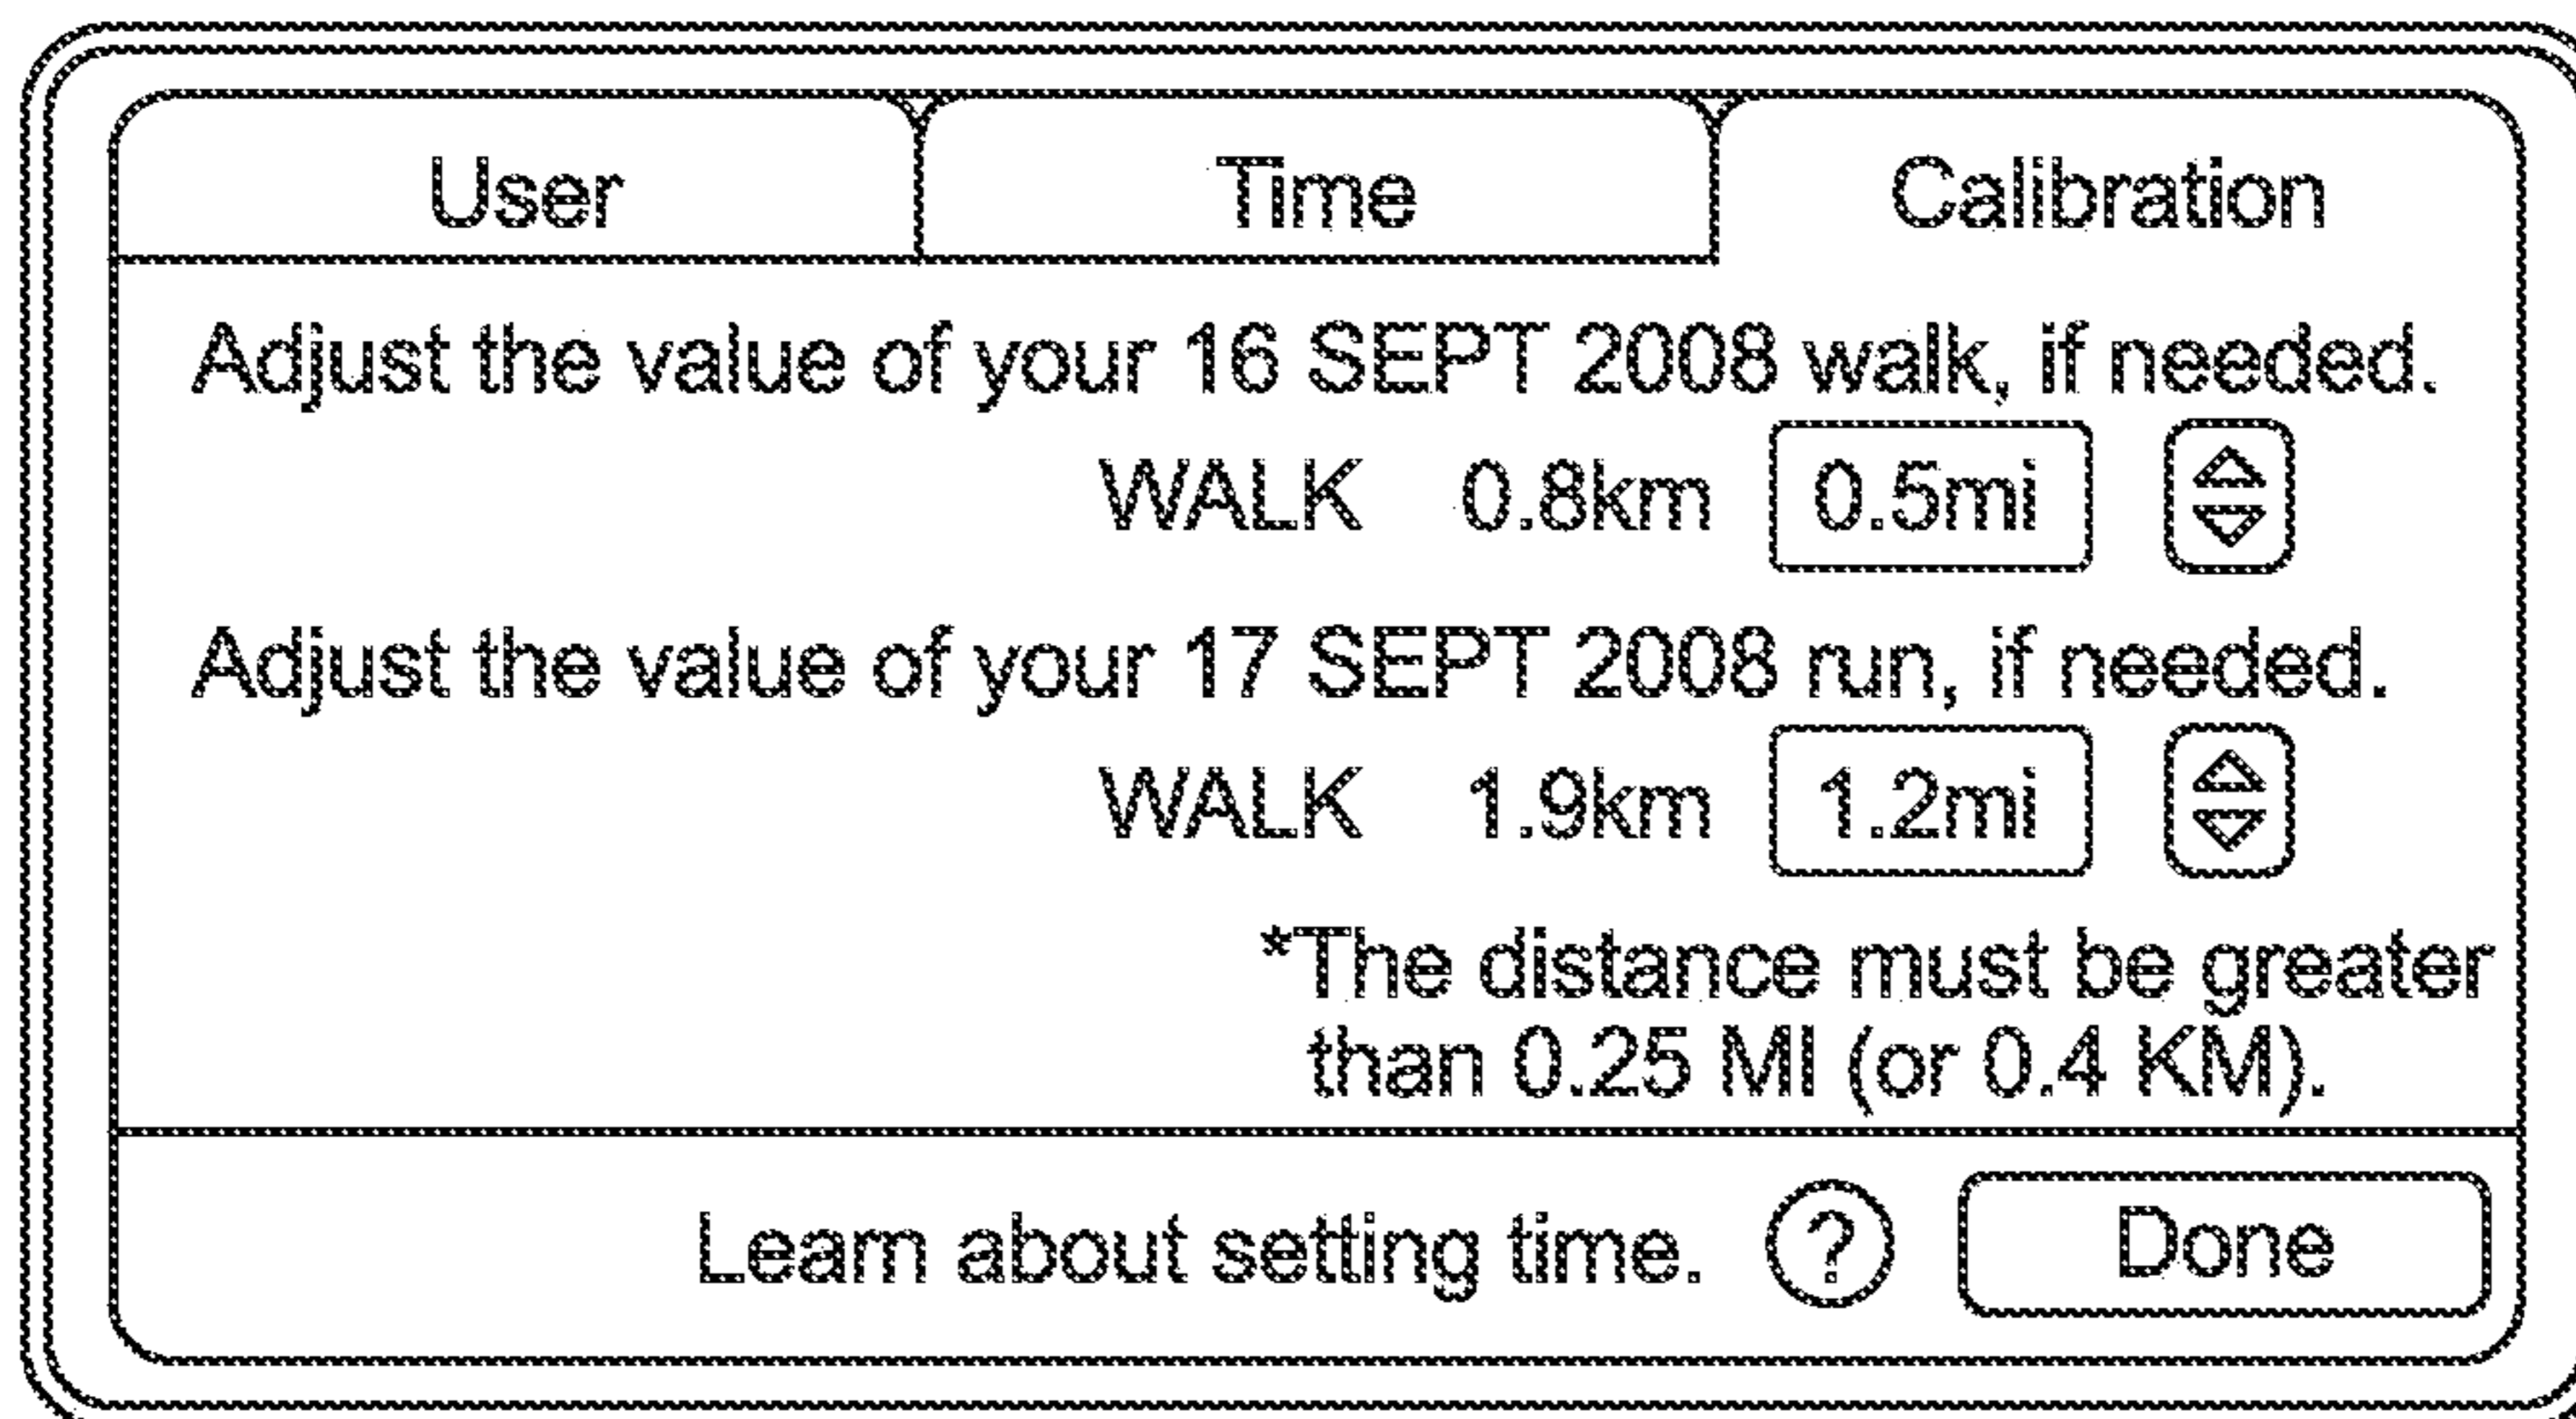 User Time Calibration
Adjust the value of your 16 SEPT 2008 walk, if needed.
WALK 0.8km 0.5mi
Adjust the value of your 17 SEPT 2008 run, if needed.
WALK 1.9km 1.2mi
*The distance must be greater
than 0.25 MI (or 0.4 KM).
Learn about setting time. ? Done